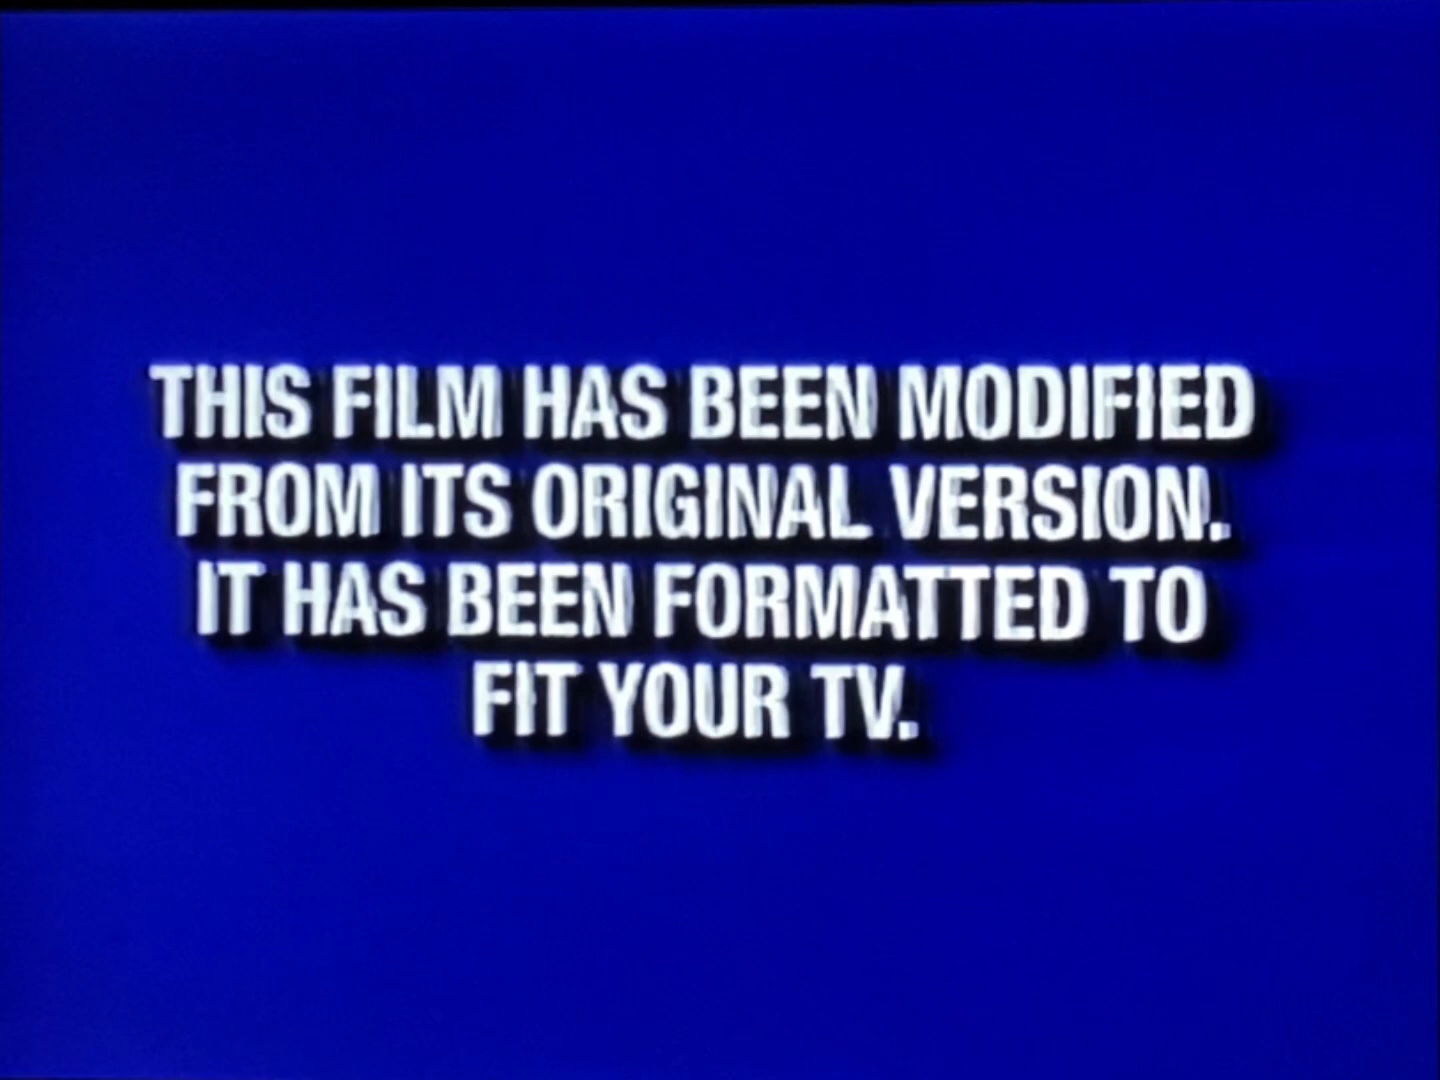 THIS FILM HAS BEEN MODIFIED
FROM ITS ORIGINAL VERSION.
IT HAS BEEN FORMATTED TO
FIT YOUR TV.